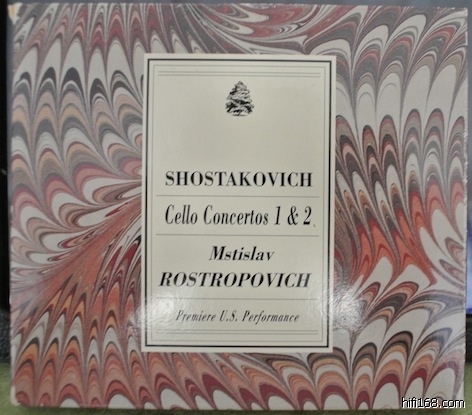 SHOSTAKOVICH
Cello Concertos 1 & 2
Mstislav
ROSTROPOVICH
Premiere U.S. Performance
hifi168.com